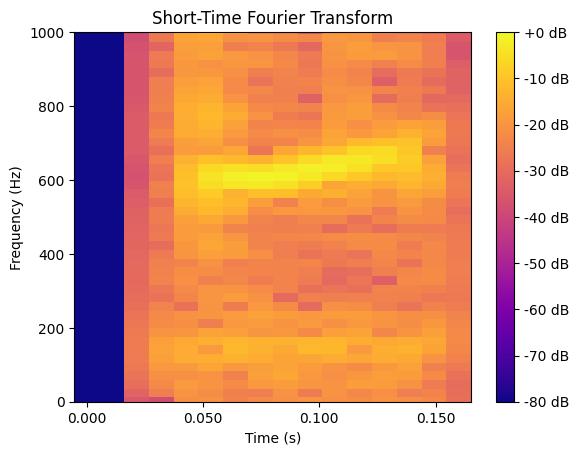 Short-Time Fourier Transform
Frequency (Hz)
1000
800
600
400
200
0
0.000
0.050
0.100
0.150
Time (s)
+0 dB
-10 dB
-20 dB
-30 dB
-40 dB
-50 dB
-60 dB
-70 dB
-80 dB